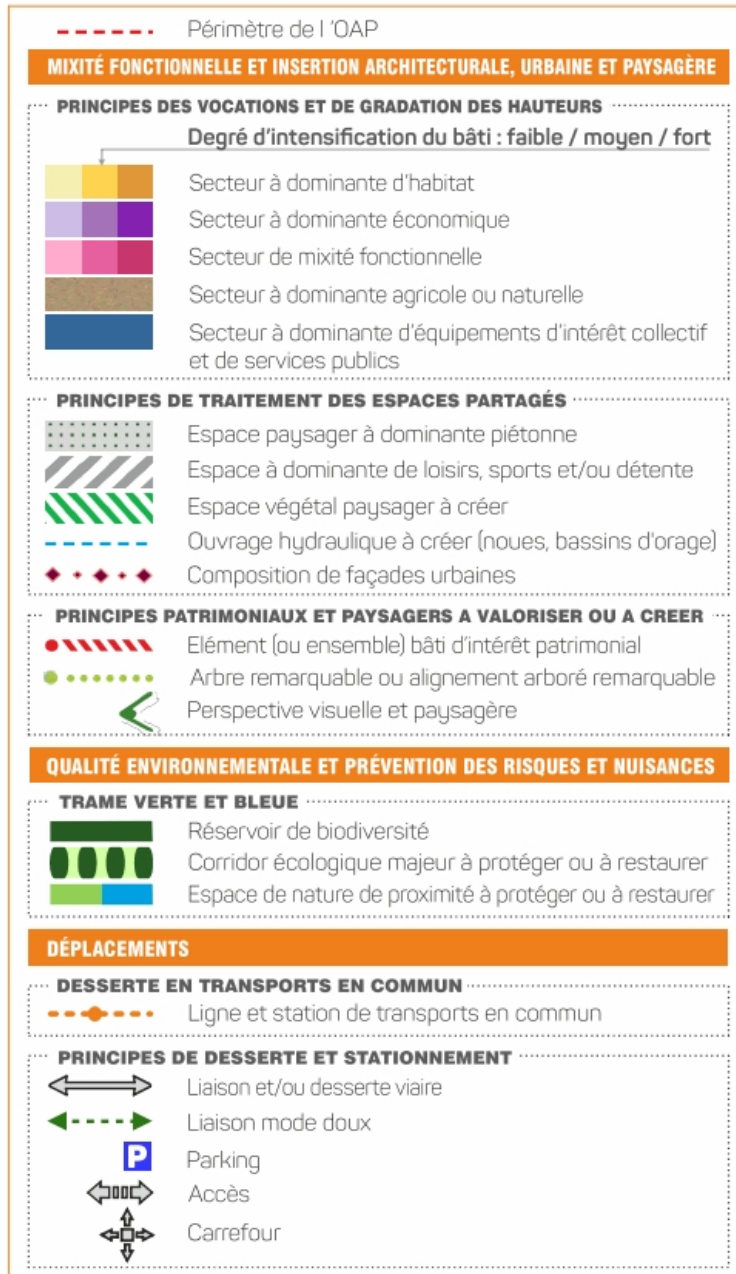 Périmètre de l 'OAP
MIXITÉ FONCTIONNELLE ET INSERTION ARCHITECTURALE, URBAINE ET PAYSAGÈRE
PRINCIPES DES VOCATIONS ET DE GRADATION DES HAUTEURS
Degré d'intensification du bâti : faible / moyen / fort
Secteur à dominante d'habitat
Secteur à dominante économique
Secteur de mixité fonctionnelle
Secteur à dominante agricole ou naturelle
Secteur à dominante d'équipements d'intérêt collectif
et de services publics
PRINCIPES DE TRAITEMENT DES ESPACES PARTAGÉS
Espace paysager à dominante piétonne
Espace à dominante de loisirs, sports et/ou détente
Espace végétal paysager à créer
Ouvrage hydraulique à créer (noues, bassins d'orage)
Composition de façades urbaines
PRINCIPES PATRIMONIAUX ET PAYSAGERS A VALORISER OU A CREER
Elément (ou ensemble) bâti d'intérêt patrimonial
Arbre remarquable ou alignement arboré remarquable
Perspective visuelle et paysagère
QUALITÉ ENVIRONNEMENTALE ET PRÉVENTION DES RISQUES ET NUISANCES
TRAME VERTE ET BLEUE
Réservoir de biodiversité
Corridor écologique majeur à protéger ou à restaurer
Espace de nature de proximité à protéger ou à restaurer
DÉPLACEMENTS
DESSERTE EN TRANSPORTS EN COMMUN
Ligne et station de transports en commun
PRINCIPES DE DESSERTE ET STATIONNEMENT
Liaison et/ou desserte viaire
Liaison mode doux
P Parking
Accès
Carrefour